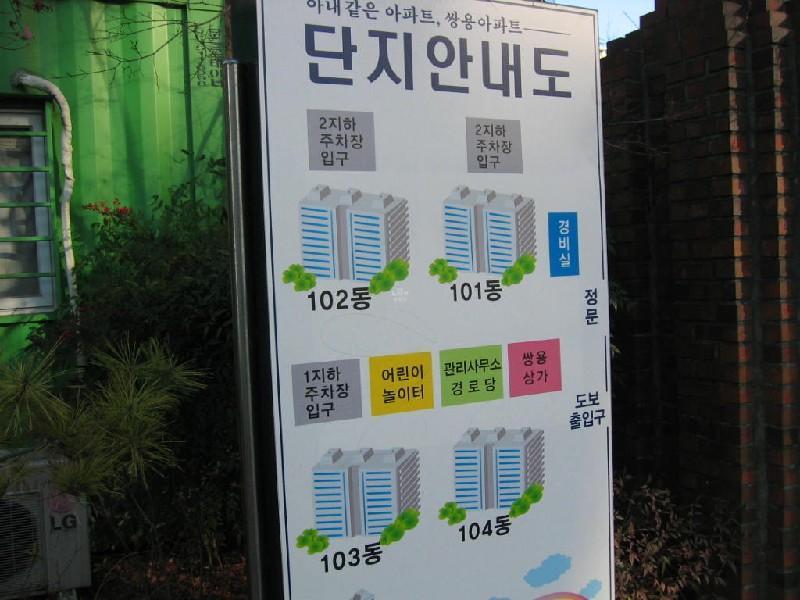 아내같은 아파트, 쌍용아파트
단지안내도
2지하
주차장
입구
2지하
주차장
입구
경비실
102동
101동
정문
1지하
주차장
입구
어린이
놀이터
관리사무소
경로당
쌍용
상가
도보
출입구
103동
104동
LG